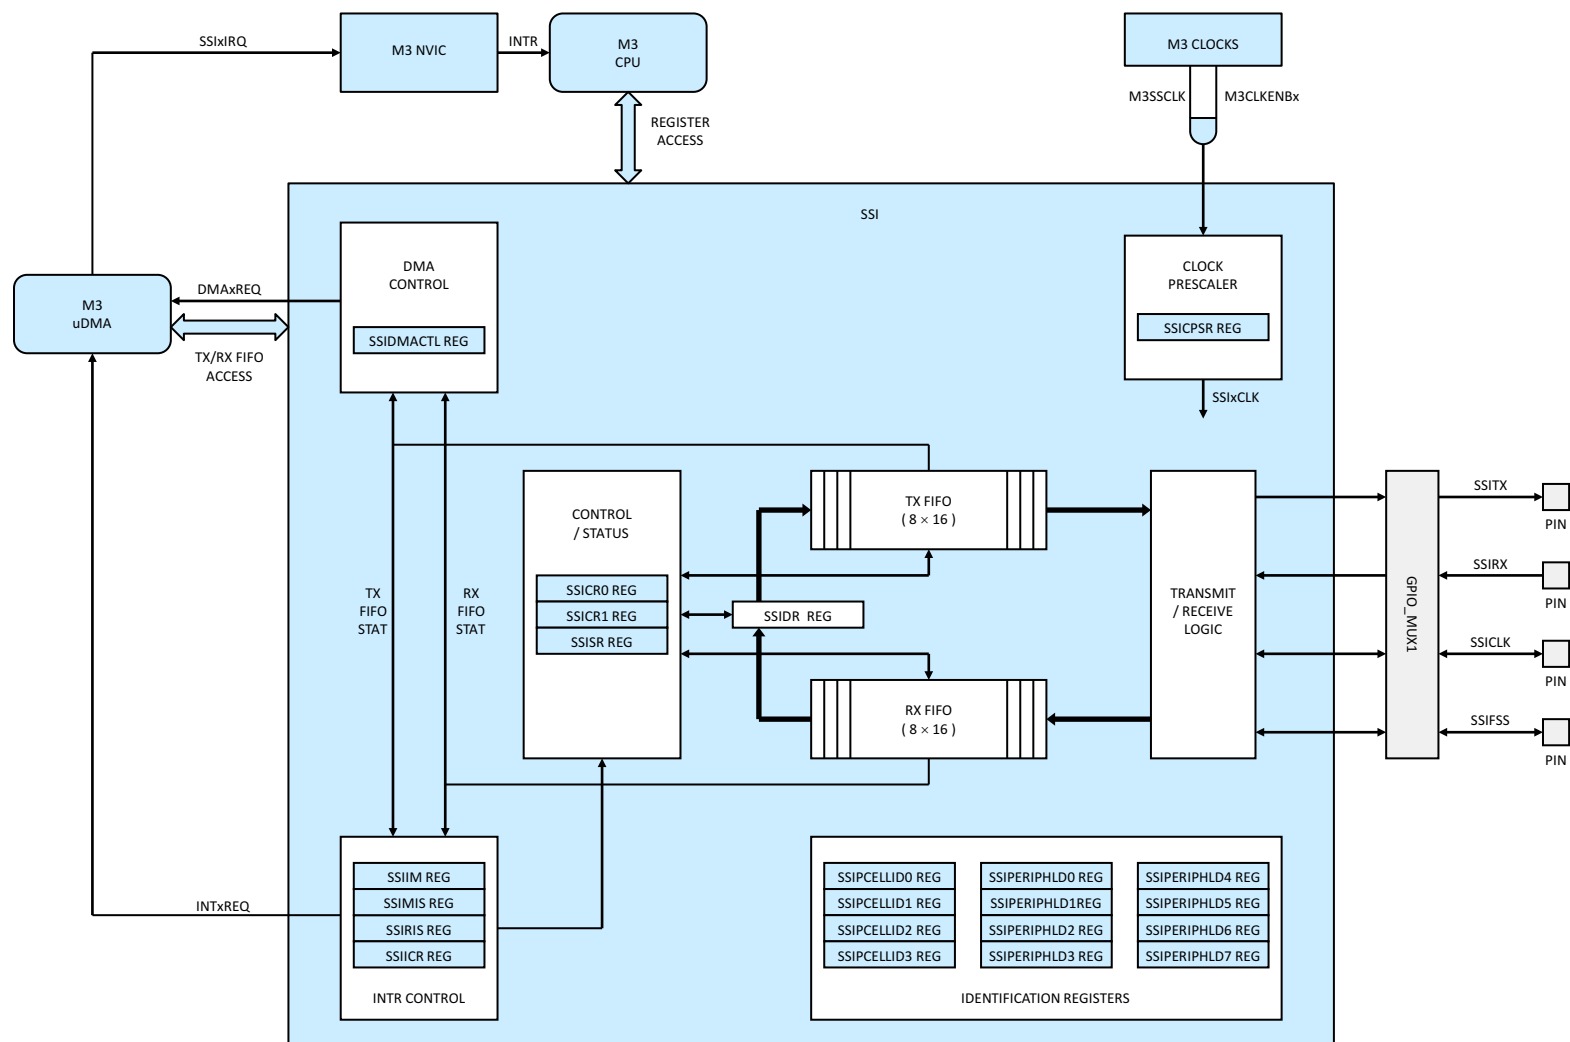 SSIxIRQ
M3 NVIC
INTR
M3
CPU
M3 CLOCKS
M3SSCLK
M3CLKENBx
REGISTER
ACCESS
SSI
DMA
CONTROL
SSIDMACTL REG
CLOCK
PRESCALER
SSICPSR REG
SSIxCLK
M3
uDMA
DMAxREQ
TX/RX FIFO
ACCESS
TX
FIFO
STAT
RX
FIFO
STAT
CONTROL
/ STATUS
SSICR0 REG
SSICR1 REG
SSISR REG
TX FIFO
( 8 × 16 )
SSIDR REG
RX FIFO
( 8 × 16 )
TRANSMIT
/ RECEIVE
LOGIC
GPIO_MUX1
SSITX
PIN
SSIRX
PIN
SSICLK
PIN
SSIFSS
PIN
INTxREQ
SSIIM REG
SSIMIS REG
SSIRIS REG
SSIICR REG
INTR CONTROL
SSIPCELLID0 REG
SSIPCELLID1 REG
SSIPCELLID2 REG
SSIPCELLID3 REG
SSIPERIPHLD0 REG
SSIPERIPHLD1REG
SSIPERIPHLD2 REG
SSIPERIPHLD3 REG
SSIPERIPHLD4 REG
SSIPERIPHLD5 REG
SSIPERIPHLD6 REG
SSIPERIPHLD7 REG
IDENTIFICATION REGISTERS